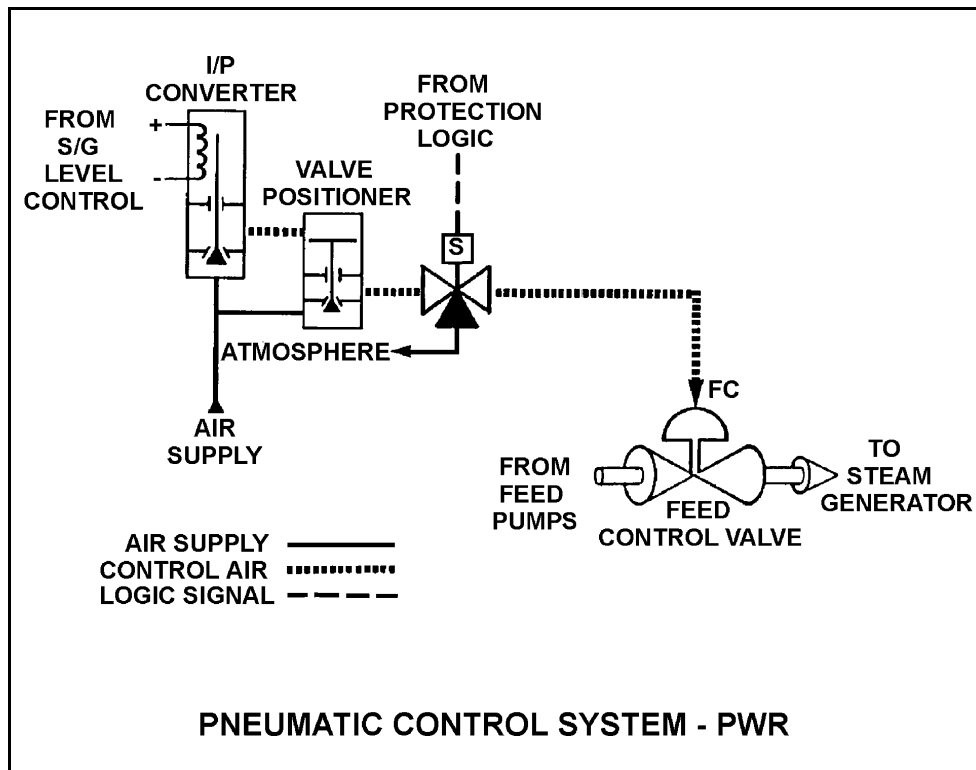 I/P
CONVERTER
FROM
S/G
LEVEL
CONTROL
+
-
VALVE
POSITIONER
FROM
PROTECTION
LOGIC
S
ATMOSPHERE
AIR
SUPPLY
FC
FROM
FEED
PUMPS
FEED
CONTROL VALVE
TO
STEAM
GENERATOR
AIR SUPPLY
CONTROL AIR
LOGIC SIGNAL
PNEUMATIC CONTROL SYSTEM - PWR